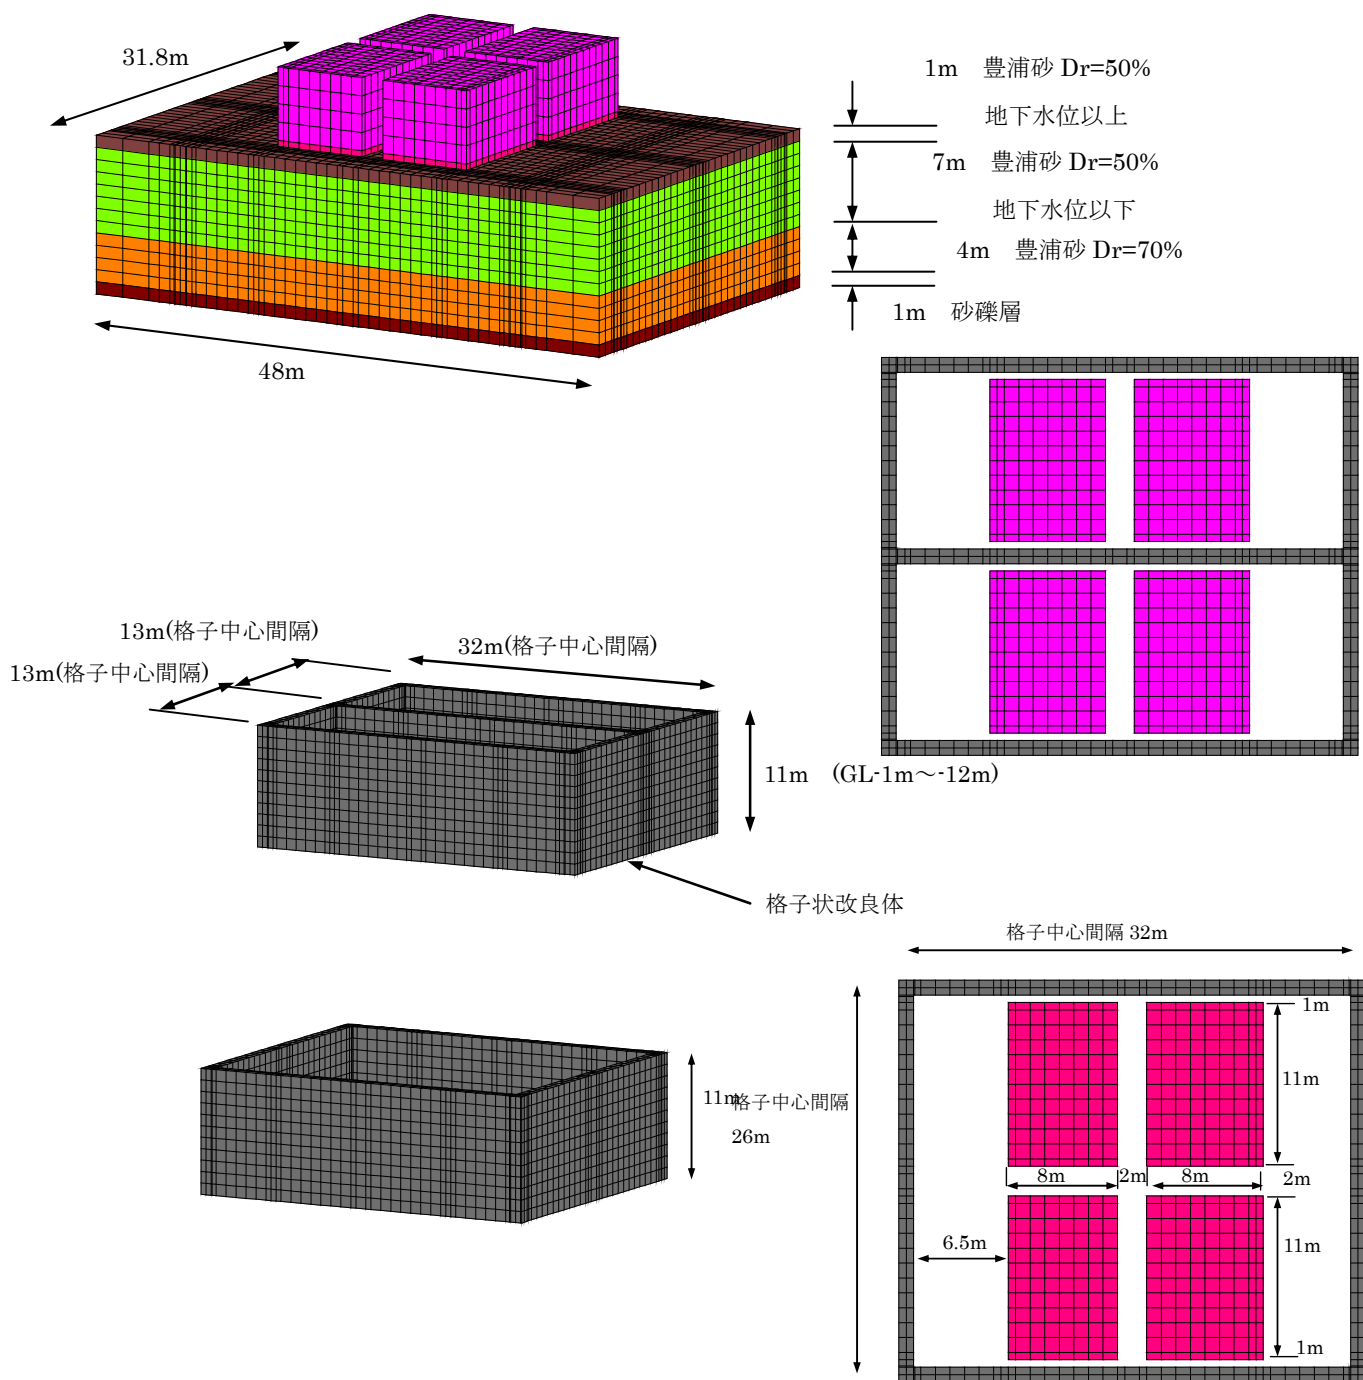 31.8m
1m 豊浦砂 Dr=50%
地下水位以上
7m 豊浦砂 Dr=50%
地下水位以下
4m 豊浦砂 Dr=70%
1m 砂礫層
48m
13m(格子中心間隔)
13m(格子中心間隔)
32m(格子中心間隔)
11m (GL-1m~-12m)
格子状改良体
格子中心間隔 32m
11m
格子中心間隔
26m
1m
11m
8m
2m
8m
2m
6.5m
11m
1m